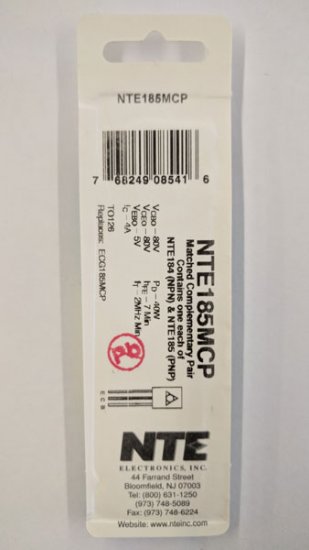 NTE185MCP
7 68249 08541 6
NTE185MCP
Matched Complementary Pair
Contains one each of
NTE184 (NPN) & NTE185 (PNP)
VCBO – 80V
VCEO – 80V
VEBO – 5V
IC – 4A
PD – 40W
hFE – 7 Min
fT – 2MHz Min
TO126
Replaces: ECG185MCP
E C B
NTE
ELECTRONICS, INC.
44 Farrand Street
Bloomfield, NJ 07003
Tel: (800) 631-1250
(973) 748-5089
Fax: (973) 748-6224
Website: www.nteinc.com